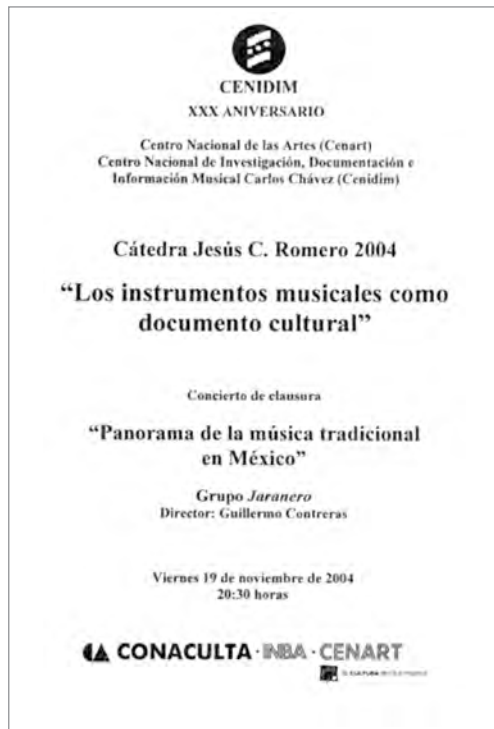 CENIDIM
XXX ANIVERSARIO
Centro Nacional de las Artes (Cenart)
Centro Nacional de Investigación, Documentación e
Información Musical Carlos Chávez (Cenidim)
Cátedra Jesús C. Romero 2004
“Los instrumentos musicales como
documento cultural”
Concierto de clausura
“Panorama de la música tradicional
en México”
Grupo Jaranero
Director: Guillermo Contreras
Viernes 19 de noviembre de 2004
20:30 horas
CONACULTA · INBA · CENART